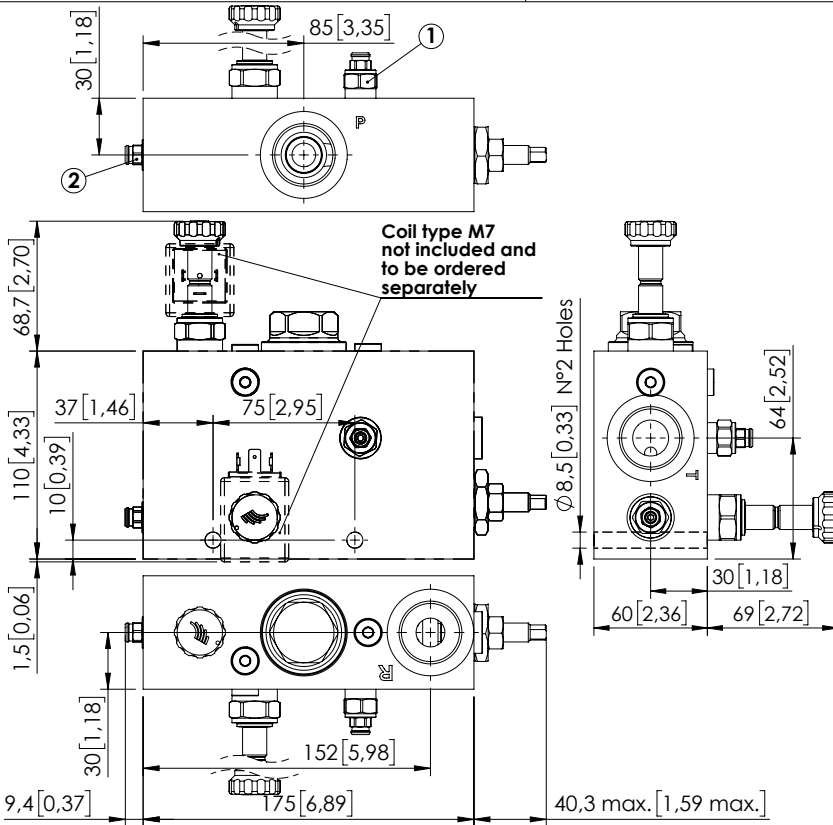 85[3,35]
1
30[1,18]
P
2
Coil type M7
not included and
to be ordered
separately
68,7[2,70]
37[1,46]
75[2,95]
110[4,33]
10[0,39]
1,5[0,06]
Ø8,5[0,33] N°2 Holes
64[2,52]
T
30[1,18]
60[2,36]
69[2,72]
R
30[1,18]
152[5,98]
9,4[0,37]
175[6,89]
40,3 max.[1,59 max.]